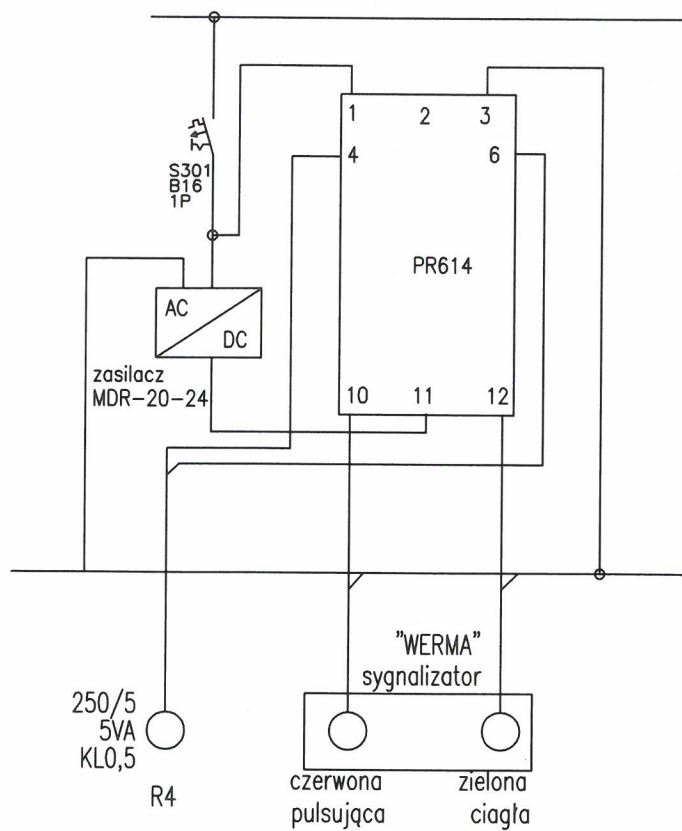 1 2 3
4 6
S301
B16
1P
PR614
AC
DC
zasilacz
MDR-20-24
10 11 12
"WERMA"
sygnalizator
250/5
5VA
KL0,5
R4
czerwona
pulsująca
zielona
ciagła